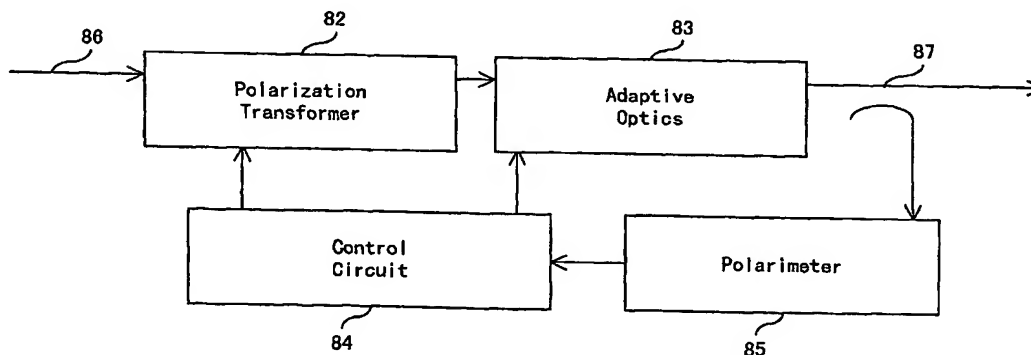 82
83
86
87
Polarization
Transformer
Adaptive
Optics
Control
Circuit
Polarimeter
84
85